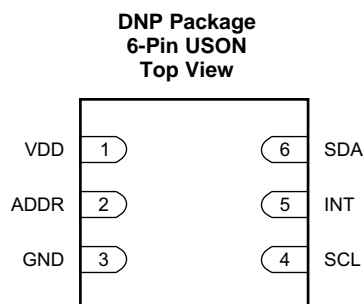 DNP Package
6-Pin USON
Top View
VDD 1 6 SDA
ADDR 2 5 INT
GND 3 4 SCL